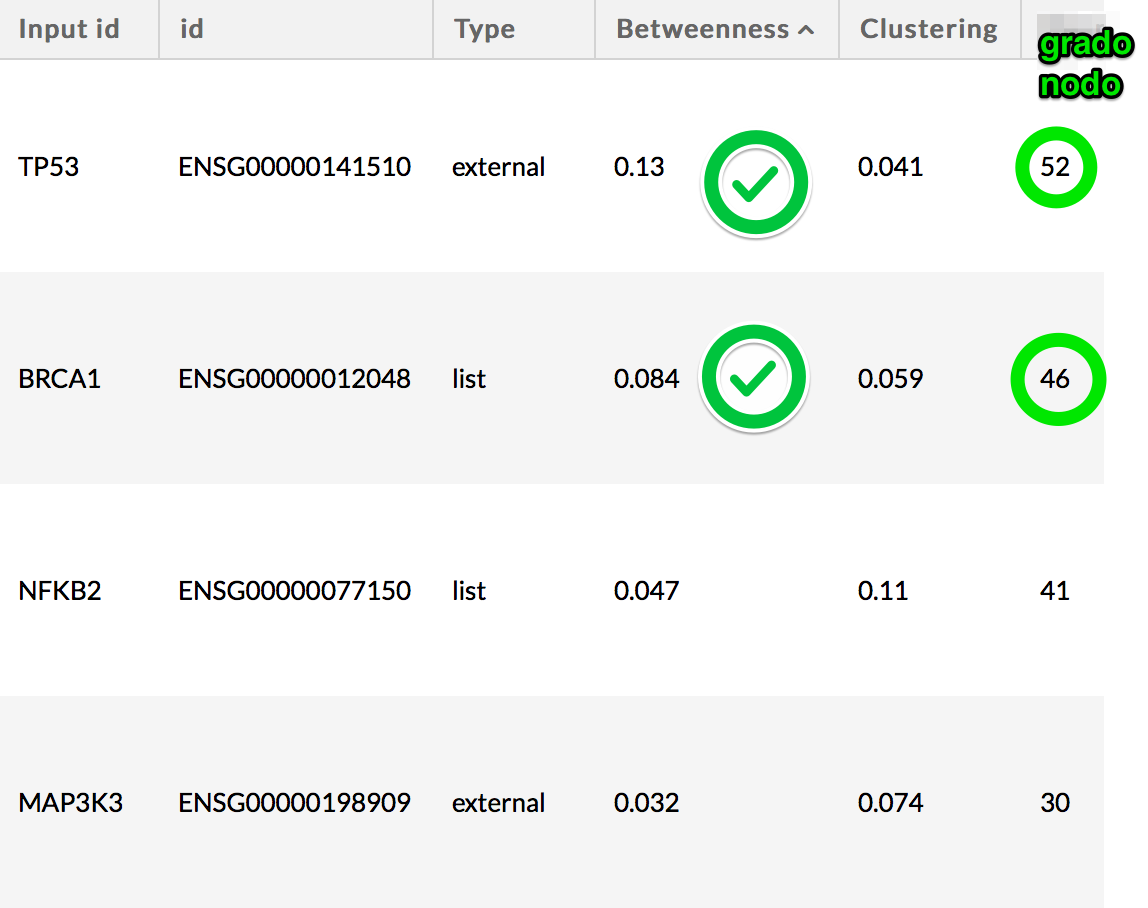 Input id id Type Betweenness Clustering grado
nodo
TP53 ENSG00000141510 external 0.13 0.041 52
BRCA1 ENSG00000012048 list 0.084 0.059 46
NFKB2 ENSG00000077150 list 0.047 0.11 41
MAP3K3 ENSG00000198909 external 0.032 0.074 30